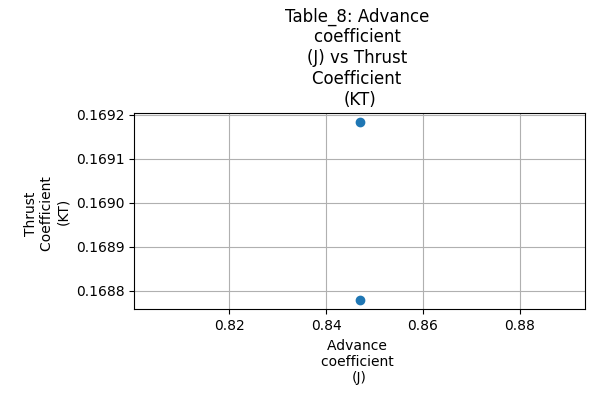 Table_8: Advance
coefficient
(J) vs Thrust
Coefficient
(KT)
0.1692
0.1691
0.1690
0.1689
0.1688
Thrust
Coefficient
(KT)
0.82
0.84
0.86
0.88
Advance
coefficient
(J)